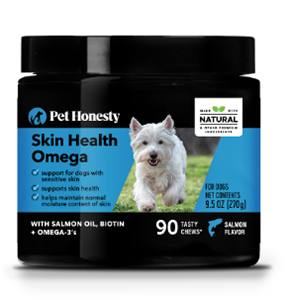 Pet Honesty
MADE WITH
NATURAL
& OTHER PREMIUM
INGREDIENTS
Skin Health
Omega
support for dogs with
sensitive skin
supports skin health
helps maintain normal
moisture content of skin
FOR DOGS
NET CONTENTS
9.5 OZ (270g)
WITH SALMON OIL, BIOTIN
+ OMEGA-3's
90 TASTY
CHEWS*
SALMON
FLAVOR